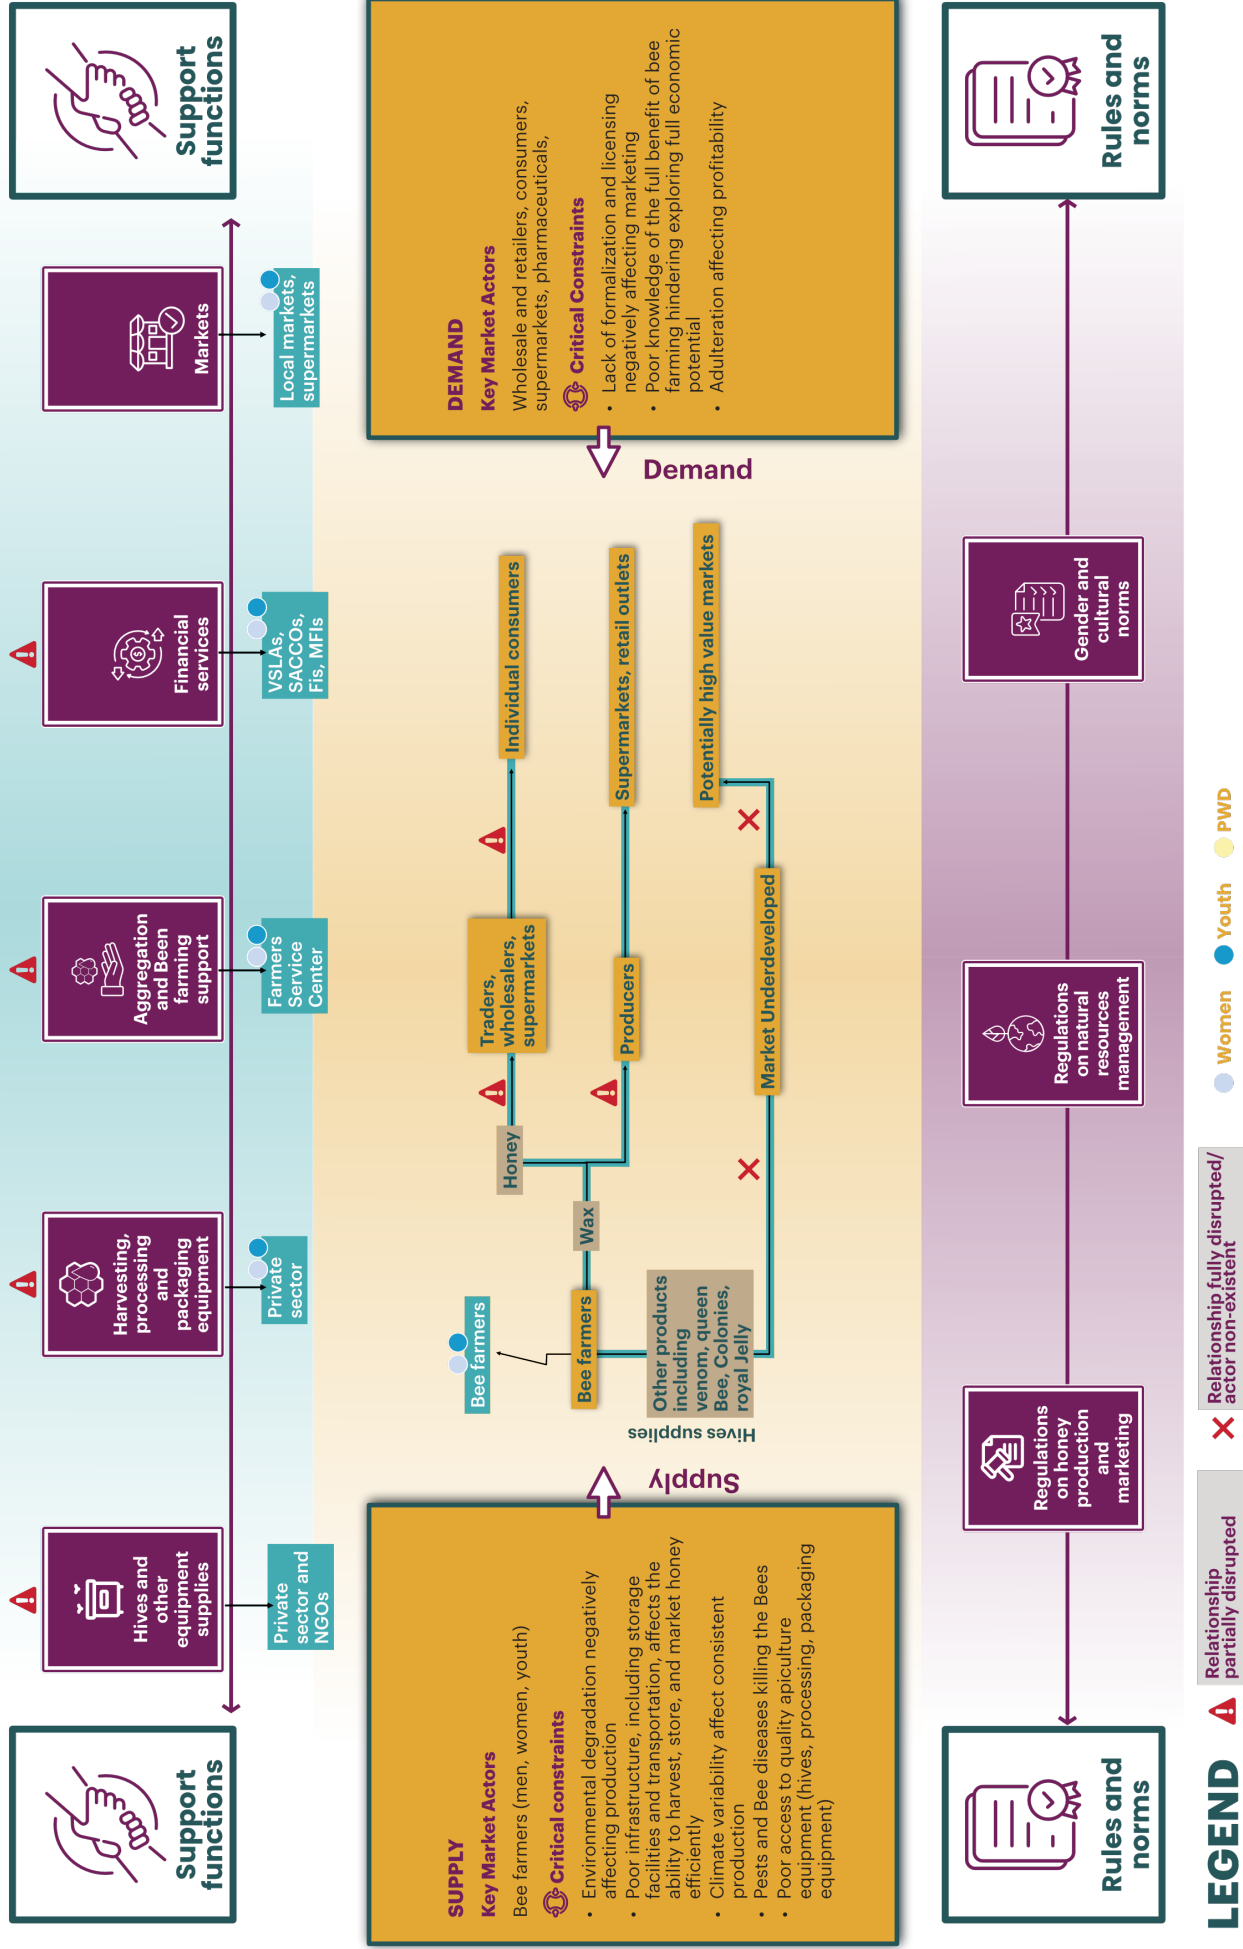 Support
functions
Hives and
other
equipment
supplies
Private
sector and
NGOs
Harvesting,
processing
and
packaging
equipment
Private
sector
Aggregation
and Been
farming
support
Farmers
Service
Center
Financial
services
VSLAs,
SACCOs,
Fis, MFIs
Markets
Local markets,
supermarkets
Support
functions
SUPPLY
Key Market Actors
Bee farmers (men, women, youth)
Critical constraints
• Environmental degradation negatively
affecting production
• Poor infrastructure, including storage
facilities and transportation, affects the
ability to harvest, store, and market honey
efficiently
• Climate variability affect consistent
production
• Pests and Bee diseases killing the Bees
• Poor access to quality apiculture
equipment (hives, processing, packaging
equipment)
Supply
Hives supplies
Bee farmers
Bee farmers
Other products
including
venom, queen
Bee, Colonies,
royal Jelly
Wax
Honey
Traders,
wholesalers,
supermarkets
Individual consumers
Producers
Supermarkets, retail outlets
Market Underdeveloped
Potentially high value markets
Demand
DEMAND
Key Market Actors
Wholesale and retailers, consumers,
supermarkets, pharmaceuticals,
Critical Constraints
• Lack of formalization and licensing
negatively affecting marketing
• Poor knowledge of the full benefit of bee
farming hindering exploring full economic
potential
• Adulteration affecting profitability
Rules and
norms
Regulations
on honey
production
and
marketing
Regulations
on natural
resources
management
Gender and
cultural
norms
Rules and
norms
LEGEND
Relationship
partially disrupted
Relationship fully disrupted/
actor non-existent
Women
Youth
PWD